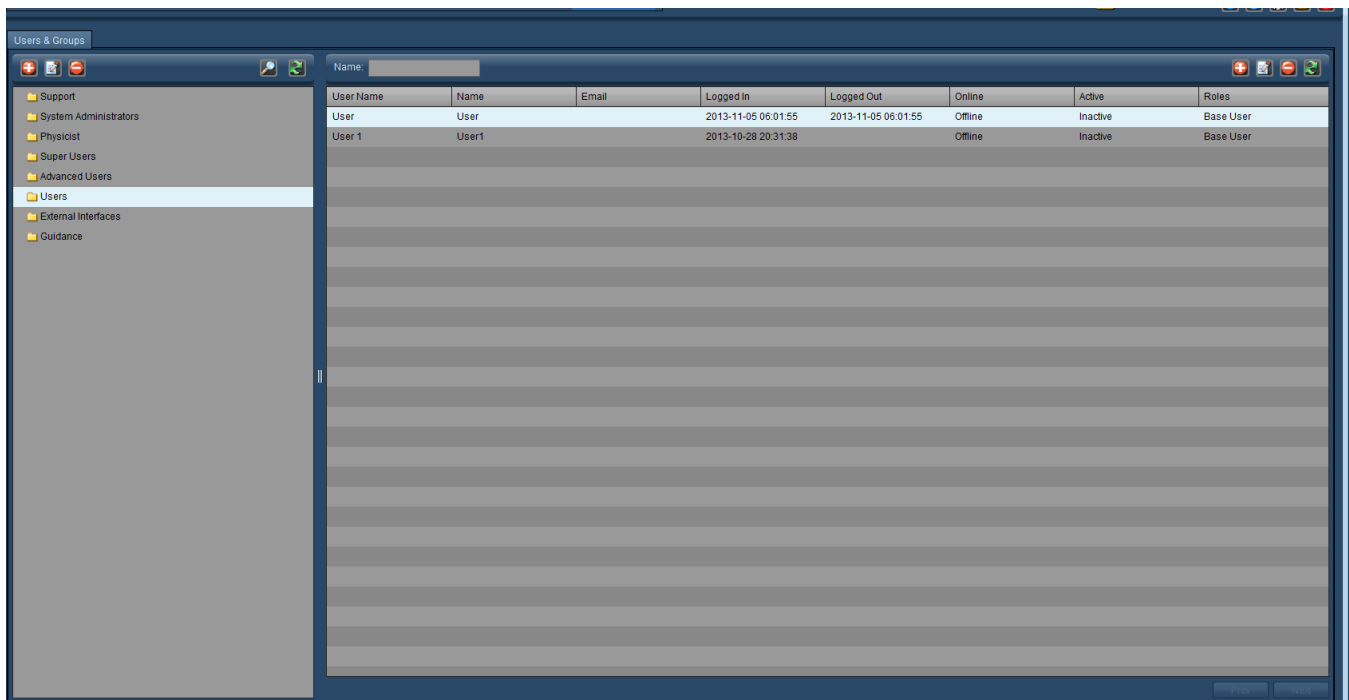 Users & Groups
Name:
Support
System Administrators
Physicist
Super Users
Advanced Users
Users
External Interfaces
Guidance
User Name Name Email Logged In Logged Out Online Active Roles
User User 2013-11-05 06:01:55 2013-11-05 06:01:55 Offline Inactive Base User
User 1 User1 2013-10-28 20:31:38 Offline Inactive Base User